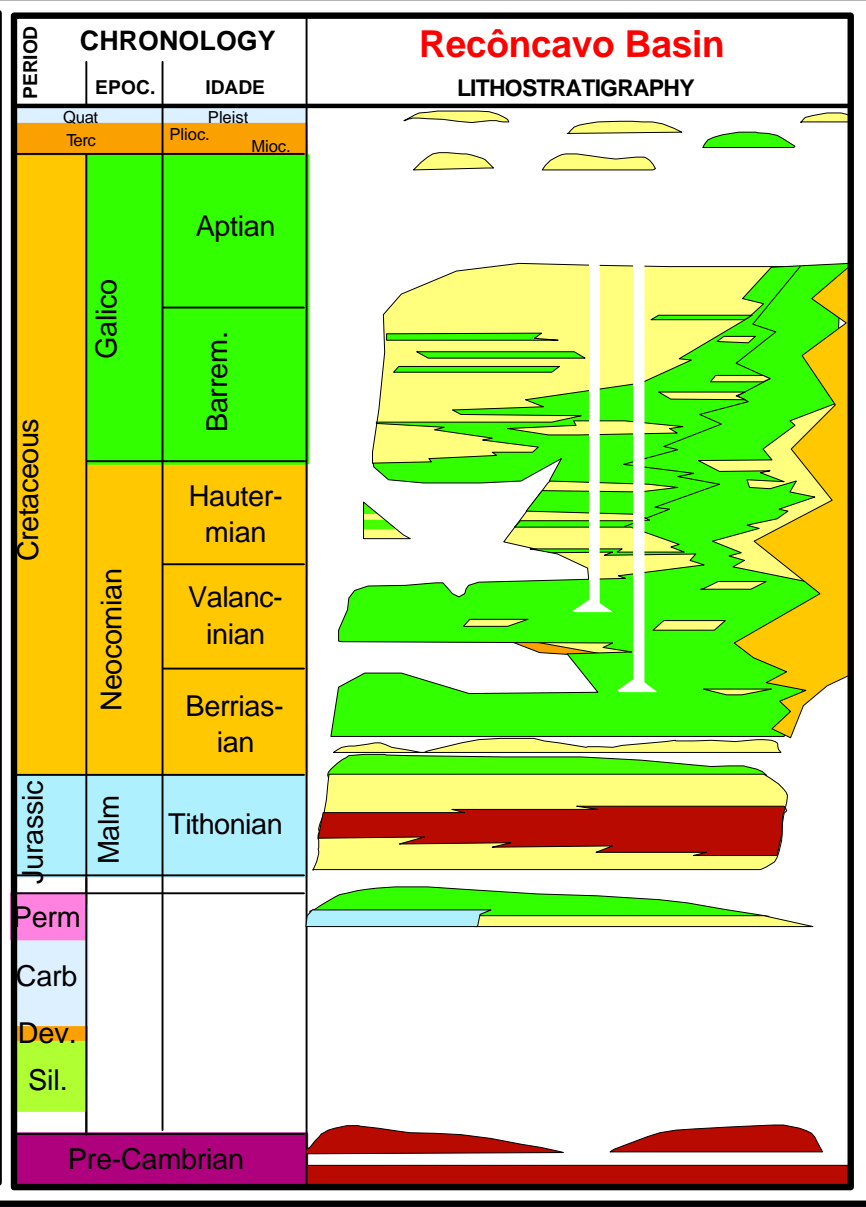 PERIOD
CHRONOLOGY
EPOC.
IDADE
Recôncavo Basin
LITHOSTRATIGRAPHY
Quat
Pleist
Terc
Plioc.
Mioc.
Cretaceous
Galico
Aptian
Barrem.
Neocomian
Hauter-
mian
Valanc-
inian
Berrias-
ian
Jurassic
Malm
Tithonian
Perm
Carb
Dev.
Sil.
Pre-Cambrian